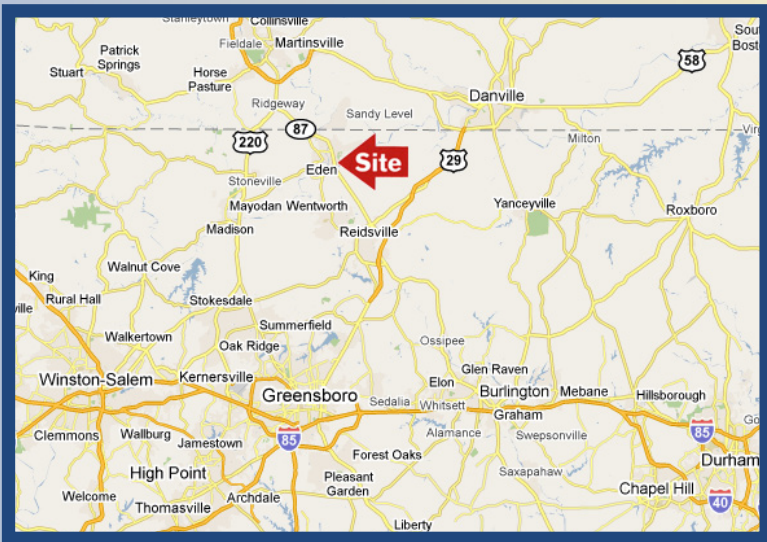 Stanleytown
Collinsville
Fieldale
Martinsville
Patrick
Springs
Stuart
Horse
Pasture
58
Danville
Ridgeway
Sandy Level
87
220
Site
Eden
29
Milton
Stoneville
Mayodan
Wentworth
Yanceyville
Roxboro
Madison
Reidsville
Walnut Cove
King
Rural Hall
Stokesdale
Summerfield
Walkertown
Oak Ridge
Ossipee
Glen Raven
Winston-Salem
Kernersville
Greensboro
Sedalia
Elon
Whitsett
Burlington
Graham
Mebane
Hillsborough
Clemmons
Wallburg
Jamestown
85
Alamance
Swepsonville
85
Forest Oaks
Durham
High Point
Pleasant
Garden
Saxapahaw
Chapel Hill
Welcome
Thomasville
Archdale
40
Liberty